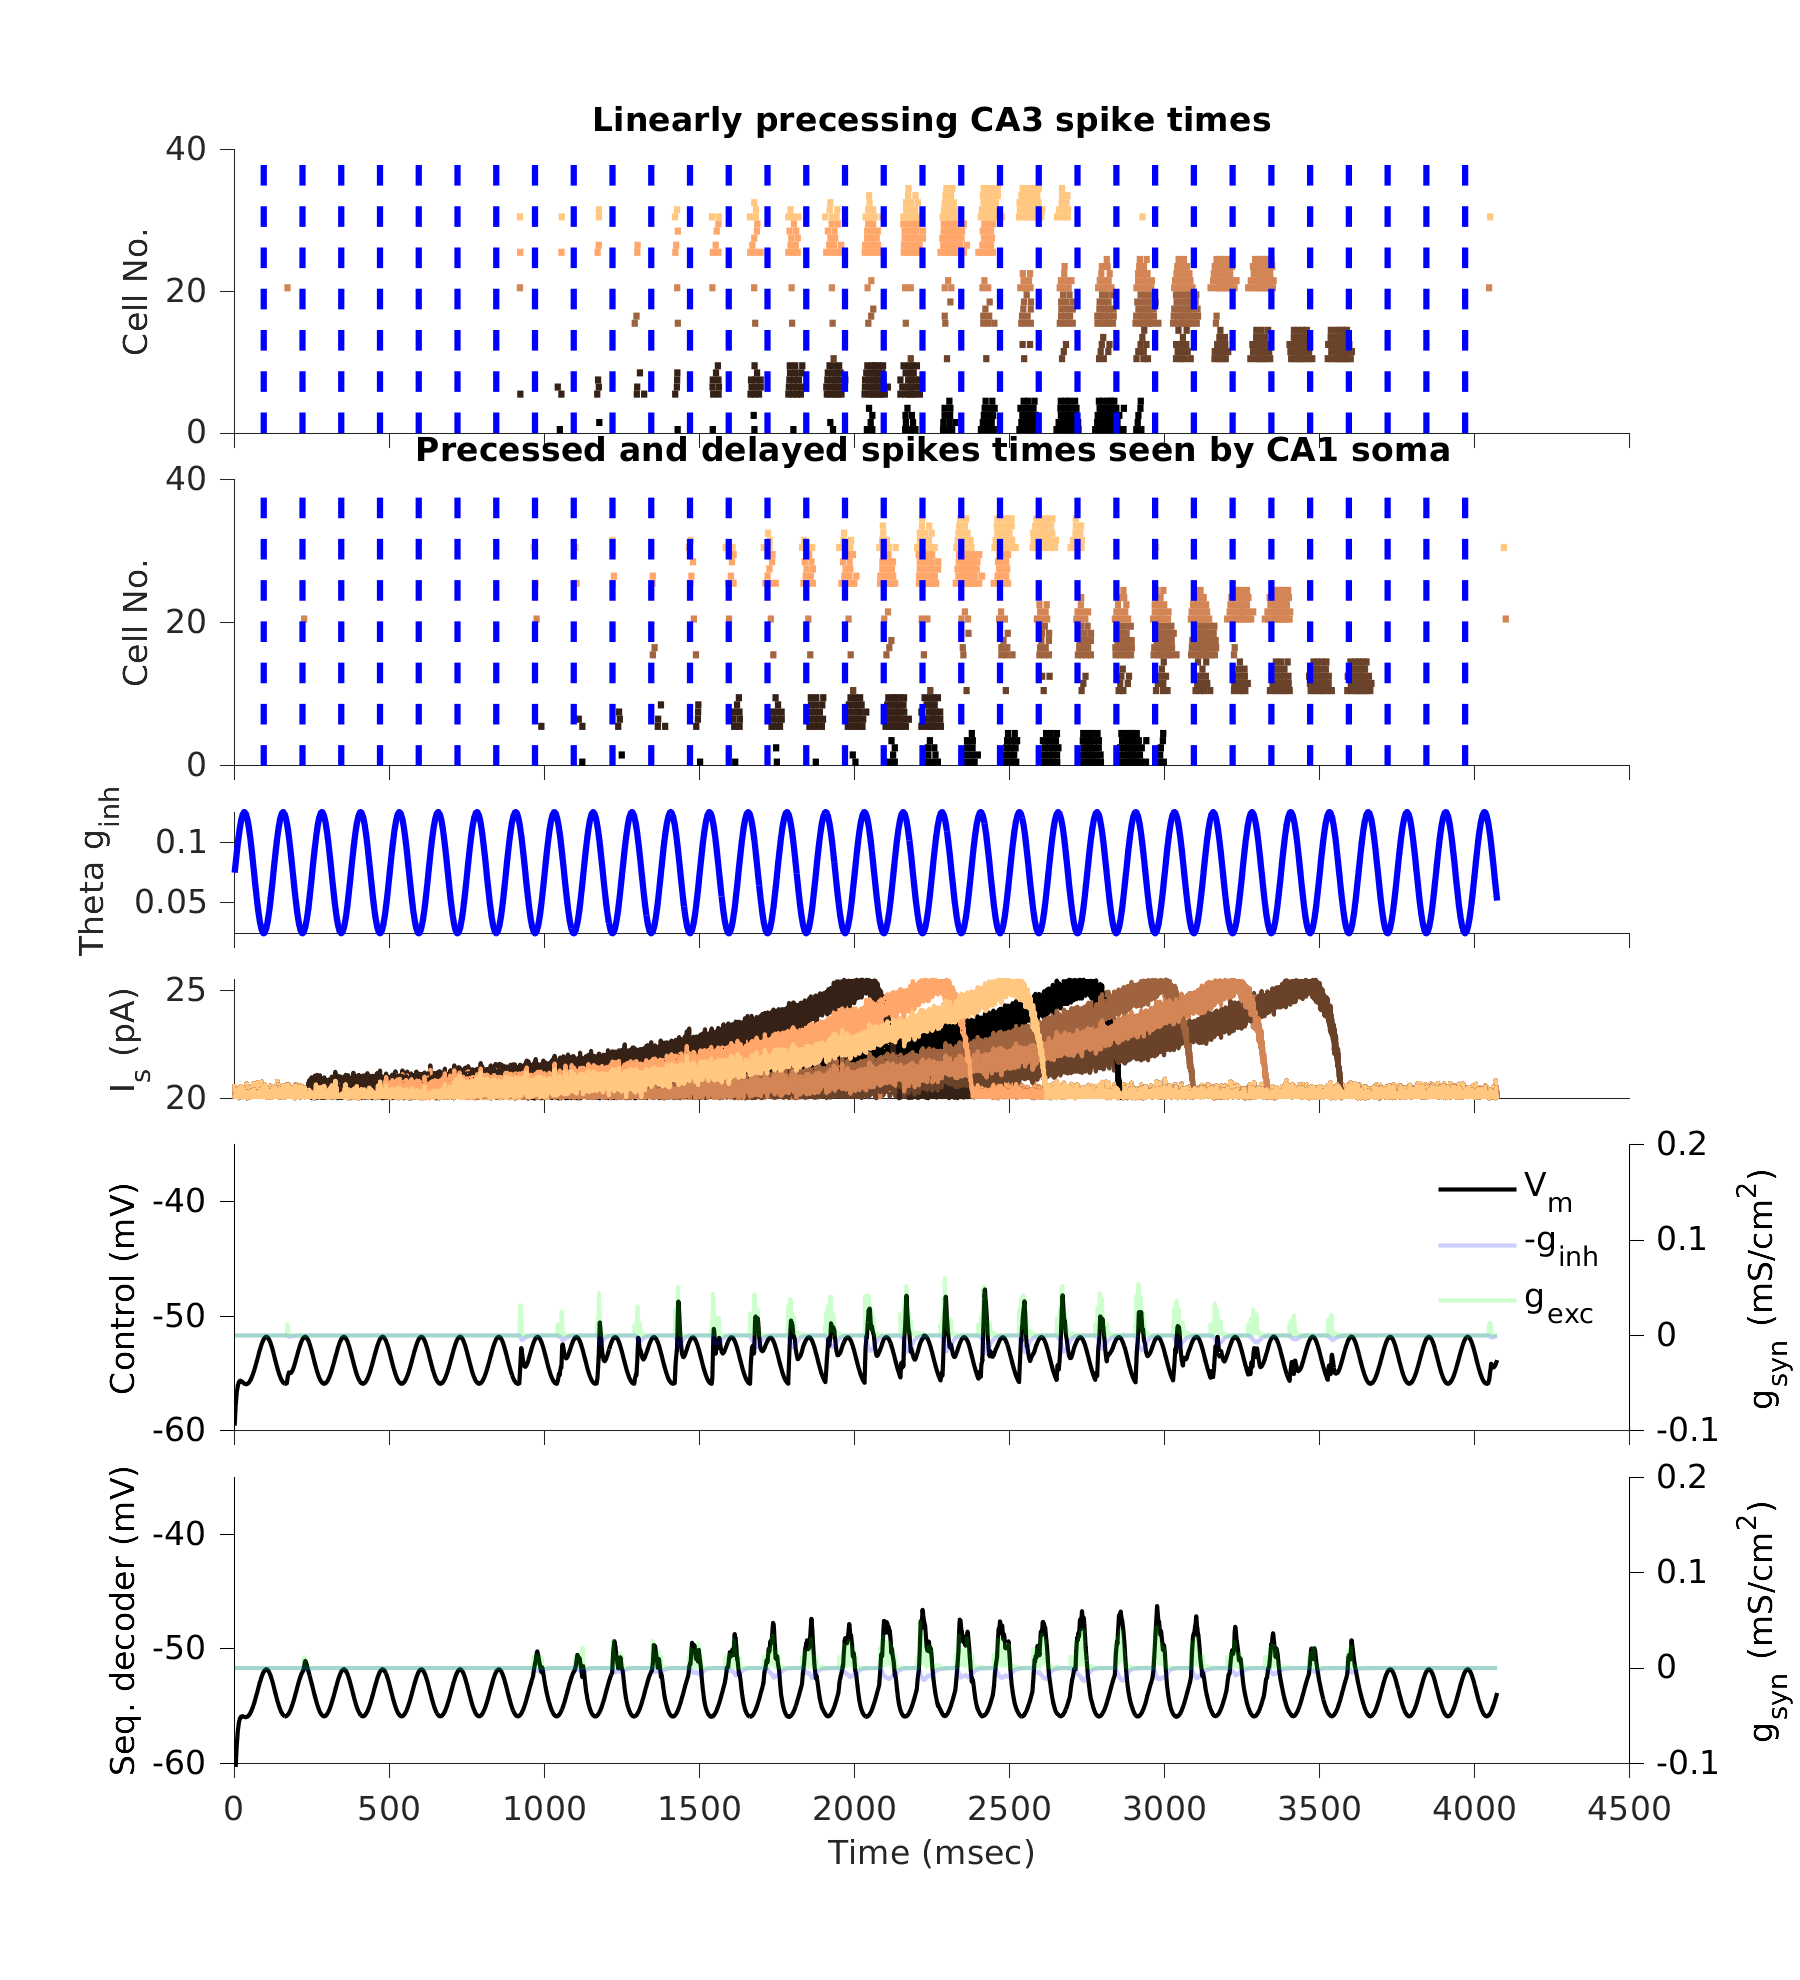 Linearly precessing CA3 spike times
40
20
0
Cell No.
Precessed and delayed spikes times seen by CA1 soma
40
20
0
Cell No.
0.1
0.05
Theta g_inh
25
20
I_s (pA)
-40
-50
-60
Control (mV)
V_m
-g_inh
g_exc
0.2
0.1
0
-0.1
g_syn (mS/cm^2)
-40
-50
-60
Seq. decoder (mV)
0.2
0.1
0
-0.1
g_syn (mS/cm^2)
0 500 1000 1500 2000 2500 3000 3500 4000 4500
Time (msec)